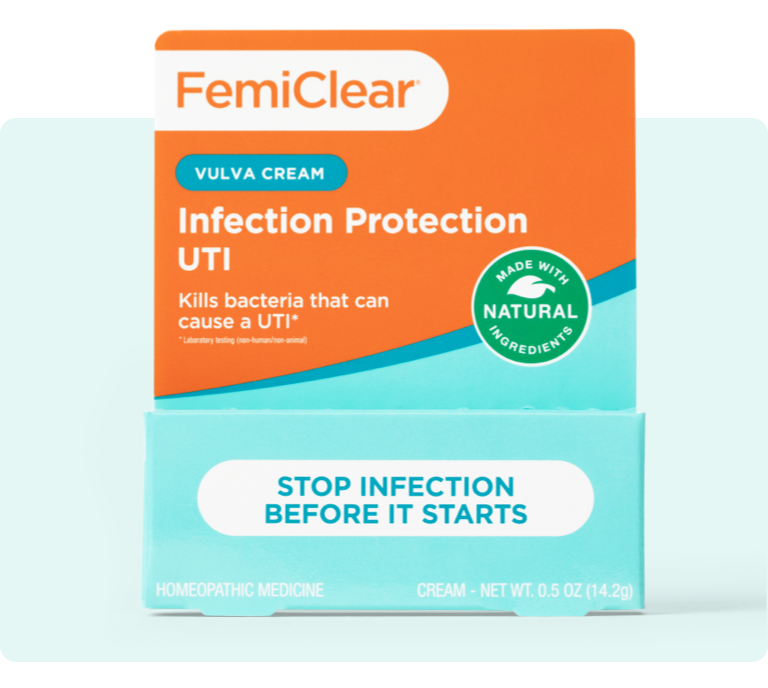 FemiClear
VULVA CREAM
Infection Protection
UTI
Kills bacteria that can
cause a UTI*
* Laboratory testing (non-human/non-animal)
MADE WITH
NATURAL
INGREDIENTS
STOP INFECTION
BEFORE IT STARTS
HOMEOPATHIC MEDICINE
CREAM - NET WT. 0.5 OZ (14.2g)